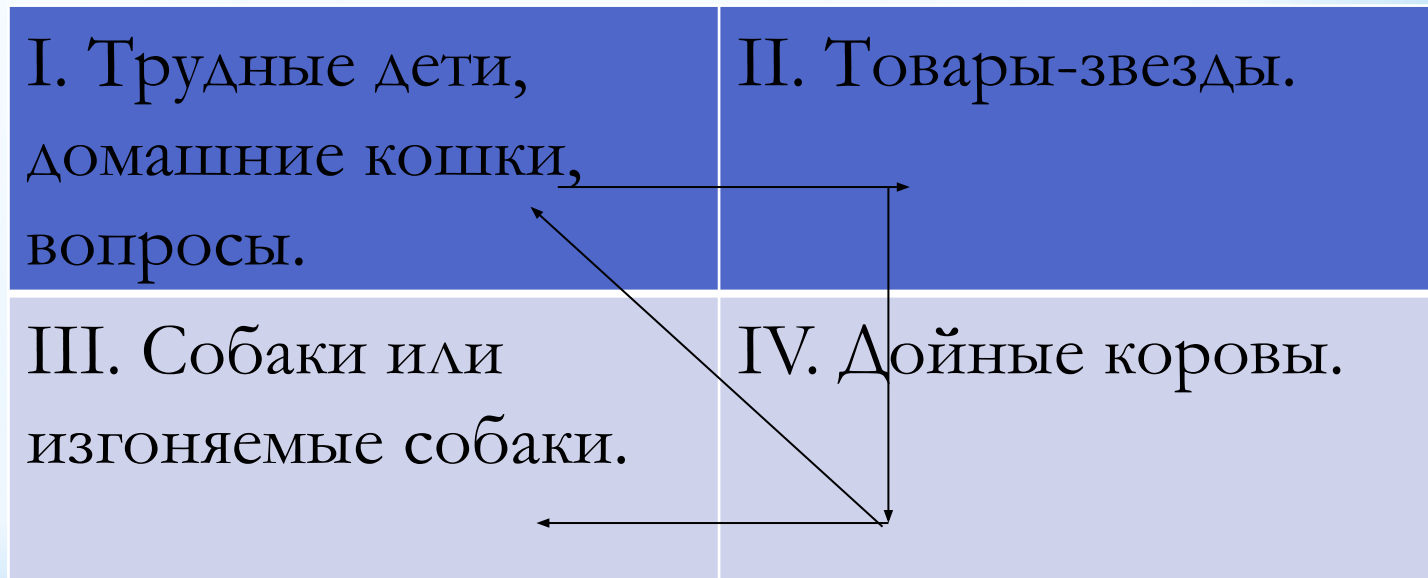 I. Трудные дети,
домашние кошки,
вопросы.
II. Товары-звезды.
III. Собаки или
изгоняемые собаки.
IV. Дойные коровы.